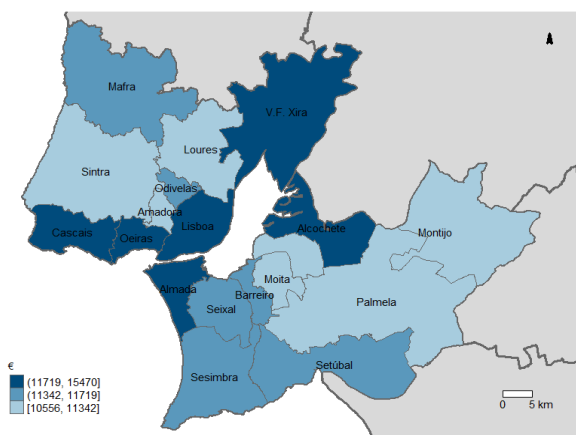 Mafra
V.F. Xira
Loures
Sintra
Odivelas
Amadora
Lisboa
Cascais
Oeiras
Alcochete
Montijo
Moita
Almada
Barreiro
Seixal
Palmela
Setúbal
Sesimbra
€
(11719, 15470]
(11342, 11719]
[10556, 11342]
0 5 km